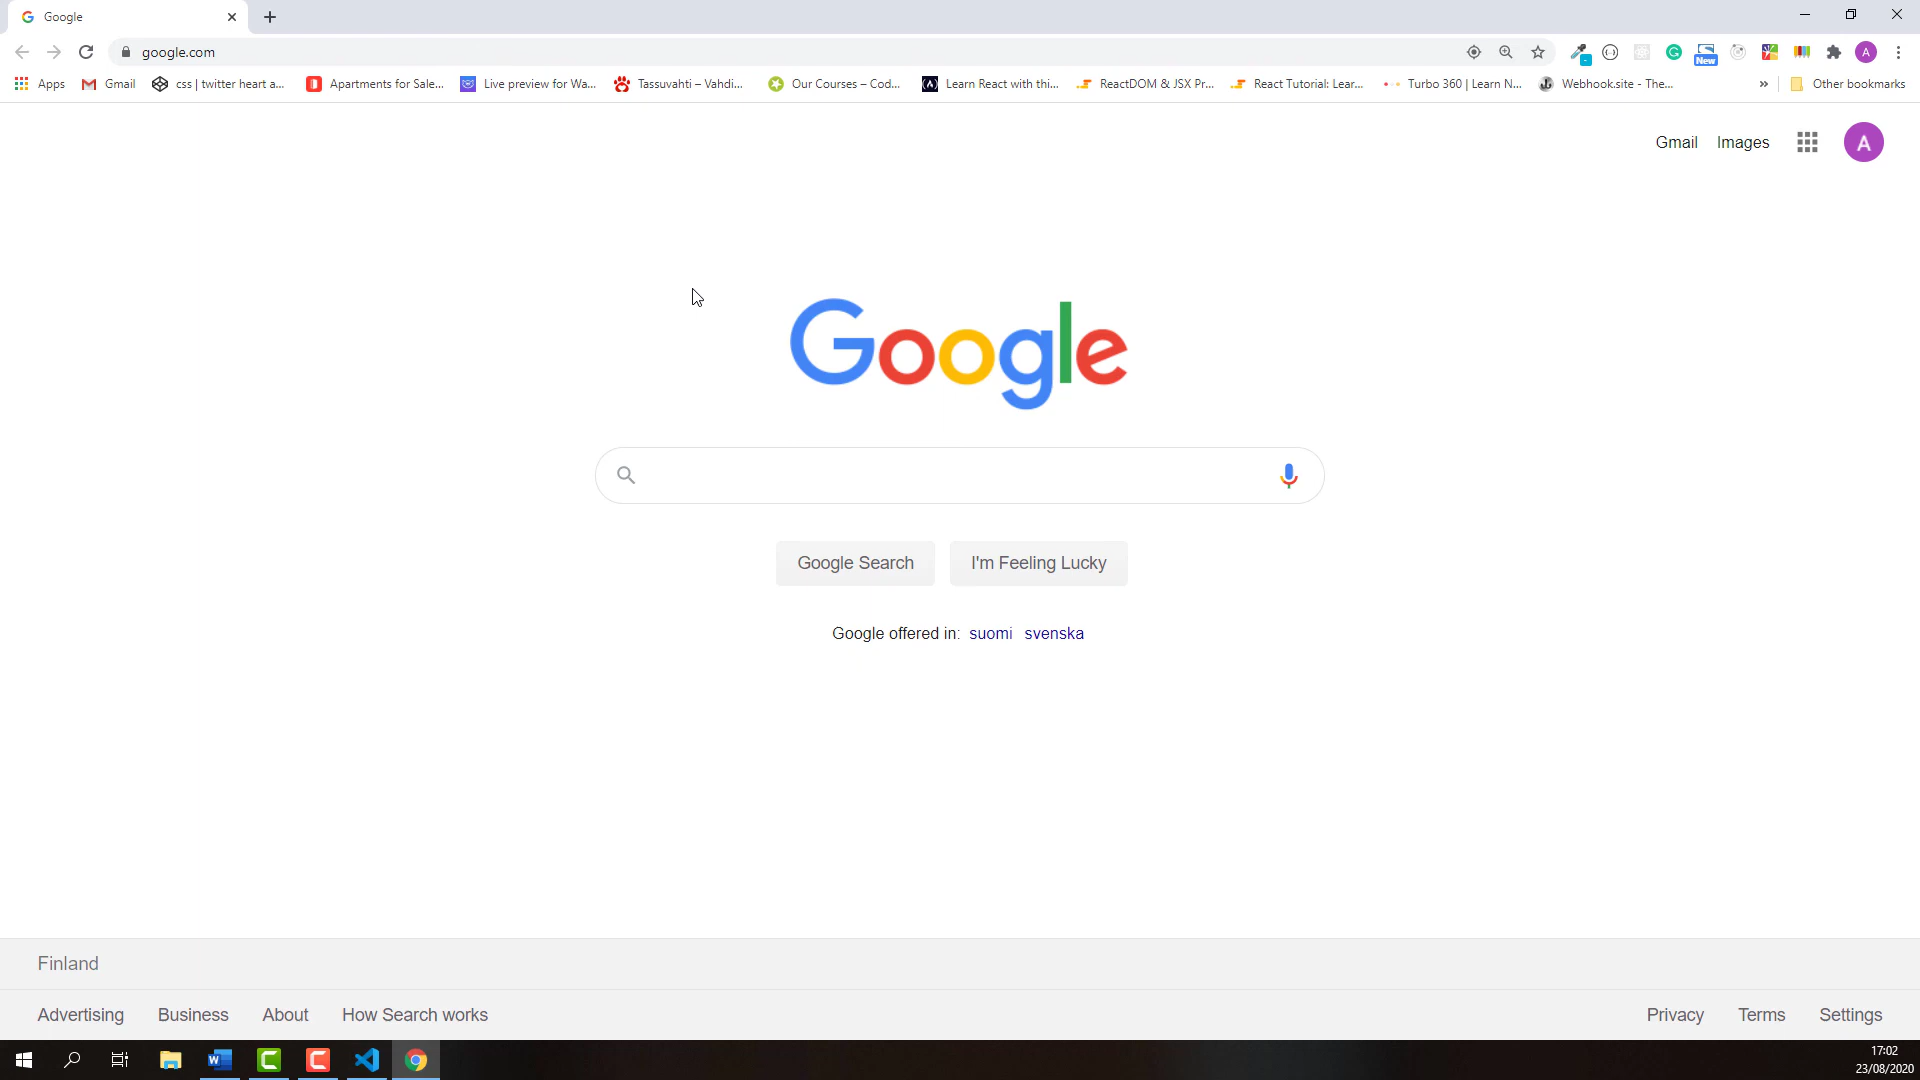 Google
google.com
New
A
Apps
Gmail
css | twitter heart a...
Apartments for Sale...
Live preview for Wa...
Tassuvahti – Vahdi...
Our Courses – Cod...
Learn React with thi...
ReactDOM & JSX Pr...
React Tutorial: Lear...
Turbo 360 | Learn N...
Webhook.site - The...
Other bookmarks
Gmail Images A
Google
Google Search
I'm Feeling Lucky
Google offered in: suomi svenska
Finland
Advertising
Business
About
How Search works
Privacy
Terms
Settings
17:02
23/08/2020